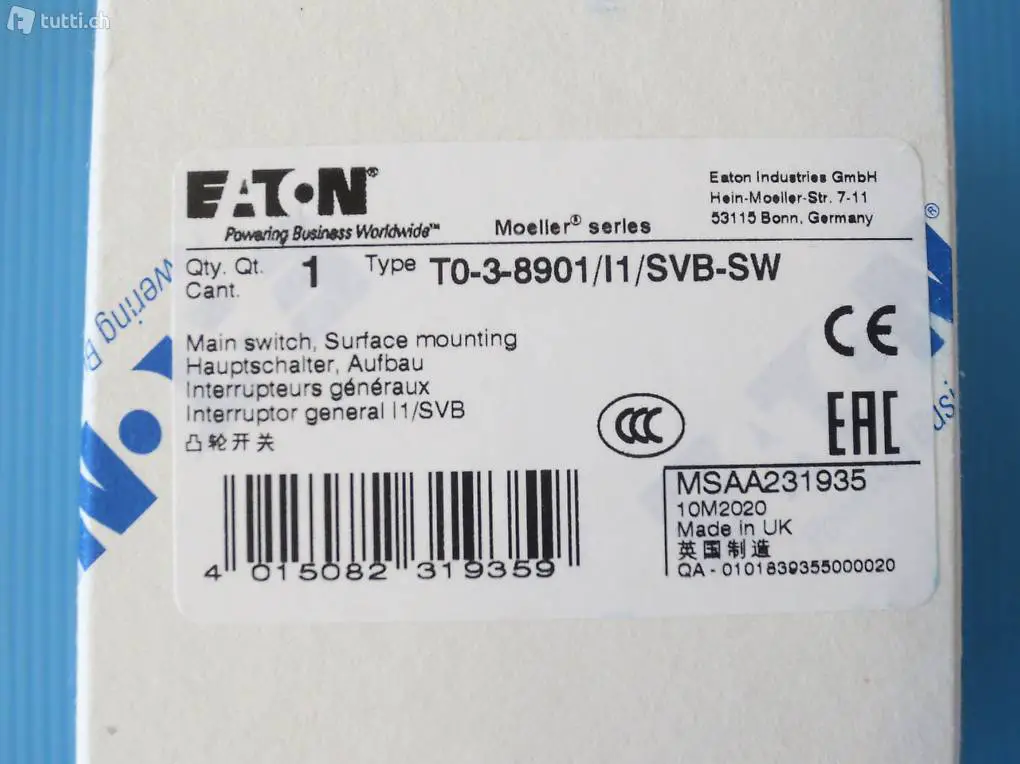 tutti.ch
EATON®
Powering Business Worldwide™
Moeller® series
Eaton Industries GmbH
Hein-Moeller-Str. 7-11
53115 Bonn, Germany
Qty. Qt. 1
Cant.
Type T0-3-8901/I1/SVB-SW
Main switch, Surface mounting
Hauptschalter, Aufbau
Interrupteurs généraux
Interruptor general I1/SVB
凸轮开关
CE
CCC
EAC
MSAA231935
10M2020
Made in UK
英国制造
QA - 0101839355000020
4 015082 319359
wering B
®